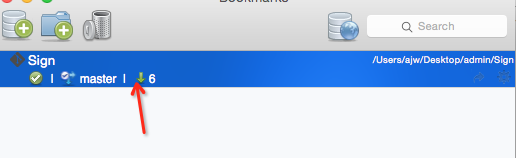 Bookmarks
Search
Sign
/Users/ajw/Desktop/admin/Sign
master
6